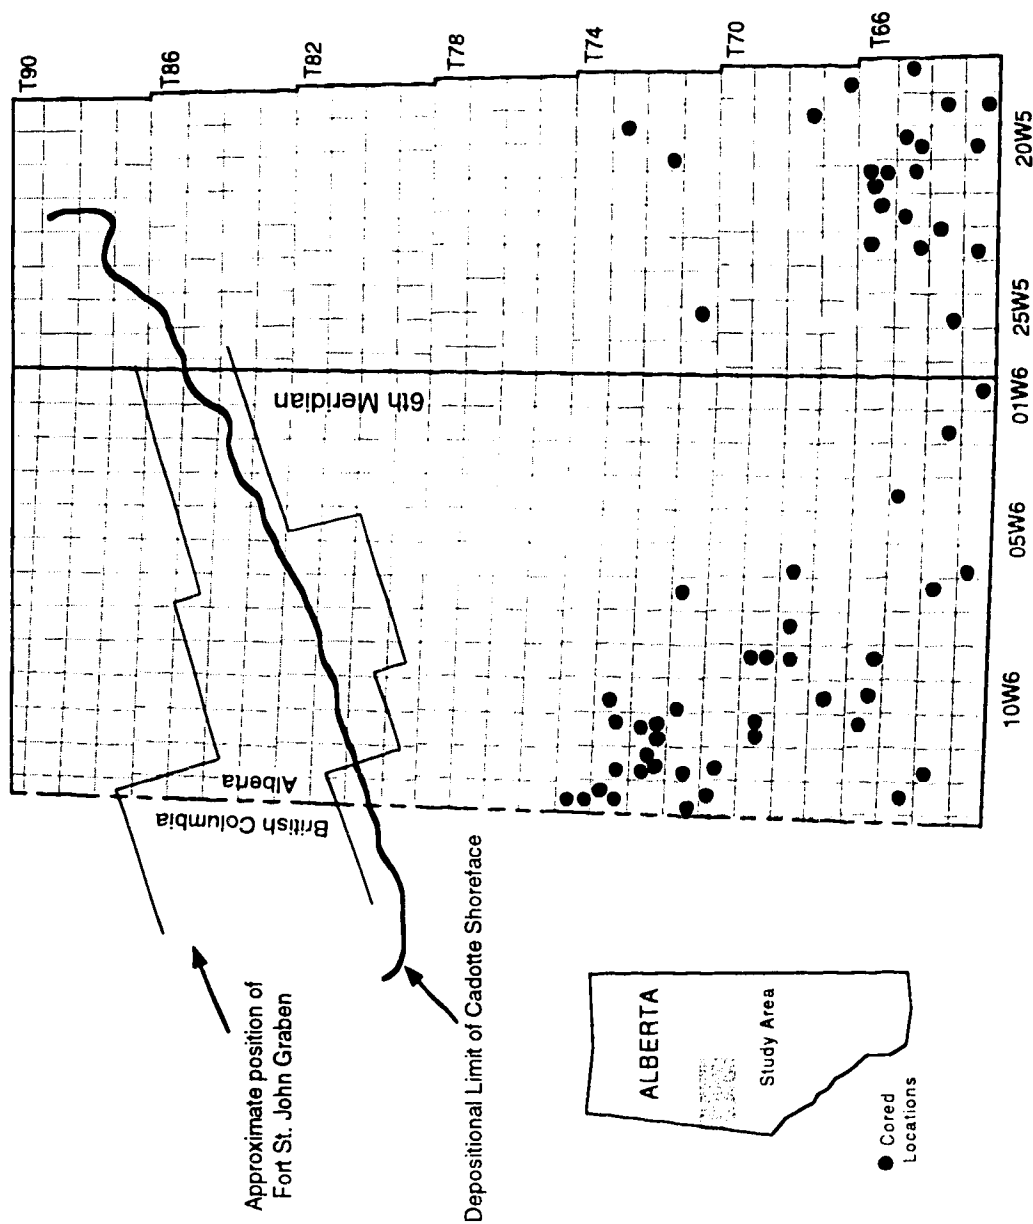 T90
T86
T82
T78
T74
T70
T66
20W5
25W5
01W6
05W6
10W6
6th Meridian
Alberta
British Columbia
Approximate position of
Fort St. John Graben
Depositional Limit of Cadotte Shoreface
ALBERTA
Study Area
Cored
Locations